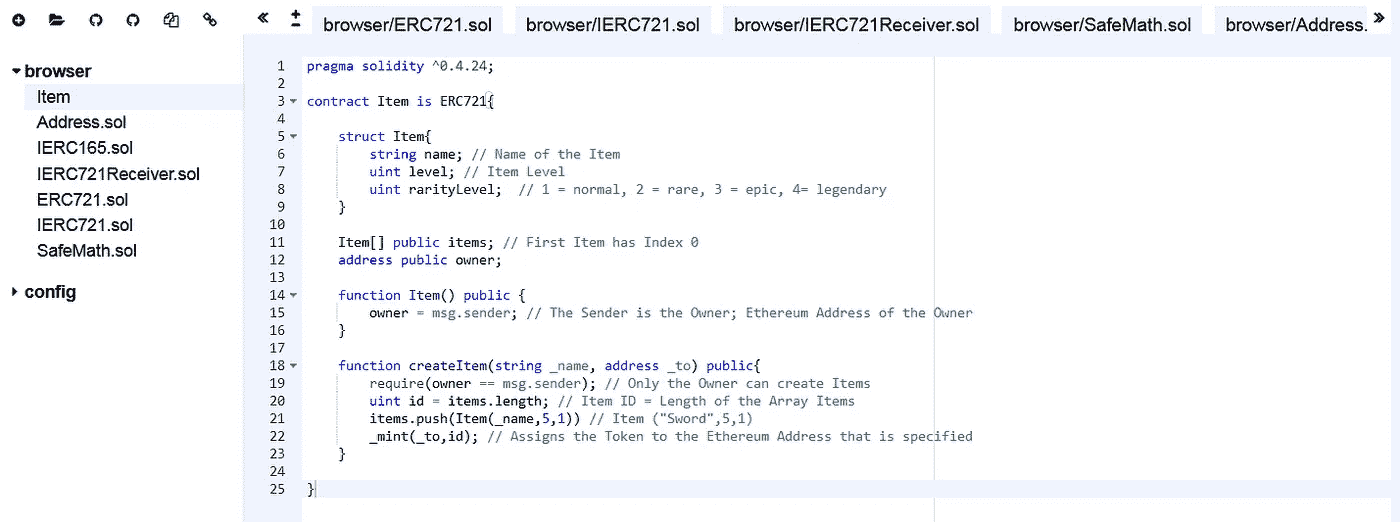 browser/ERC721.sol
browser/IERC721.sol
browser/IERC721Receiver.sol
browser/SafeMath.sol
browser/Address.
browser
Item
Address.sol
IERC165.sol
IERC721Receiver.sol
ERC721.sol
IERC721.sol
SafeMath.sol
config
1 pragma solidity ^0.4.24;
2
3 contract Item is ERC721{
4
5     struct Item{
6         string name; // Name of the Item
7         uint level; // Item Level
8         uint rarityLevel;  // 1 = normal, 2 = rare, 3 = epic, 4= legendary
9     }
10
11     Item[] public items; // First Item has Index 0
12     address public owner;
13
14     function Item() public {
15         owner = msg.sender; // The Sender is the Owner; Ethereum Address of the Owner
16     }
17
18     function createItem(string _name, address _to) public{
19         require(owner == msg.sender); // Only the Owner can create Items
20         uint id = items.length; // Item ID = Length of the Array Items
21         items.push(Item(_name,5,1)) // Item ("Sword",5,1)
22         _mint(_to,id); // Assigns the Token to the Ethereum Address that is specified
23     }
24
25 }